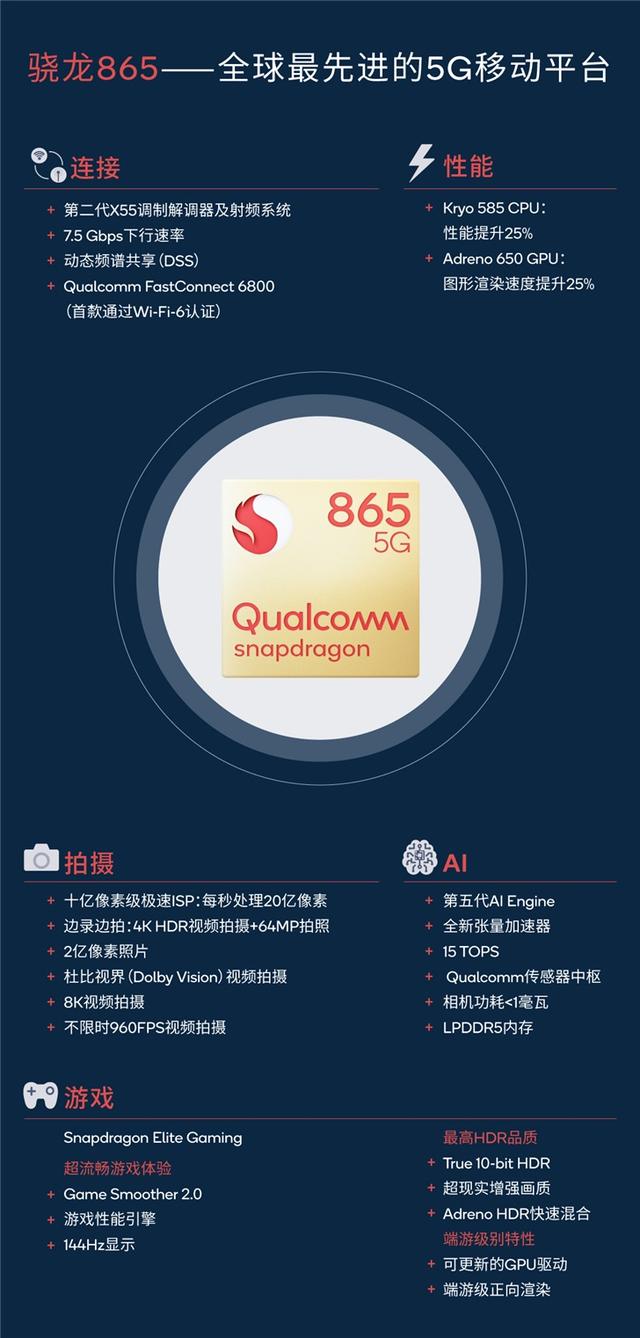 骁龙865——全球最先进的5G移动平台
连接
+ 第二代X55调制解调器及射频系统
+ 7.5 Gbps下行速率
+ 动态频谱共享（DSS）
+ Qualcomm FastConnect 6800
（首款通过Wi-Fi-6认证）
性能
+ Kryo 585 CPU：
性能提升25%
+ Adreno 650 GPU：
图形渲染速度提升25%
865
5G
Qualcomm
snapdragon
拍摄
+ 十亿像素级极速ISP：每秒处理20亿像素
+ 边录边拍：4K HDR视频拍摄+64MP拍照
+ 2亿像素照片
+ 杜比视界（Dolby Vision）视频拍摄
+ 8K视频拍摄
+ 不限时960FPS视频拍摄
AI
+ 第五代AI Engine
+ 全新张量加速器
+ 15 TOPS
+ Qualcomm传感器中枢
+ 相机功耗<1毫瓦
+ LPDDR5内存
游戏
Snapdragon Elite Gaming
超流畅游戏体验
+ Game Smoother 2.0
+ 游戏性能引擎
+ 144Hz显示
最高HDR品质
+ True 10-bit HDR
+ 超现实增强画质
+ Adreno HDR快速混合
端游级别特性
+ 可更新的GPU驱动
+ 端游级正向渲染